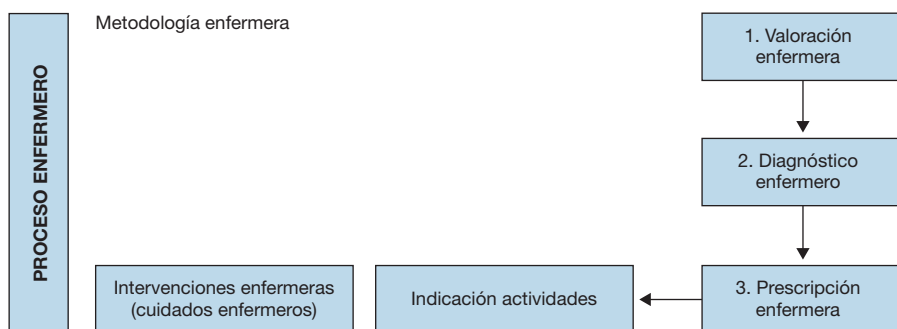 PROCESO ENFERMERO
Metodología enfermera
1. Valoración
enfermera
2. Diagnóstico
enfermero
Intervenciones enfermeras
(cuidados enfermeros)
Indicación actividades
3. Prescripción
enfermera